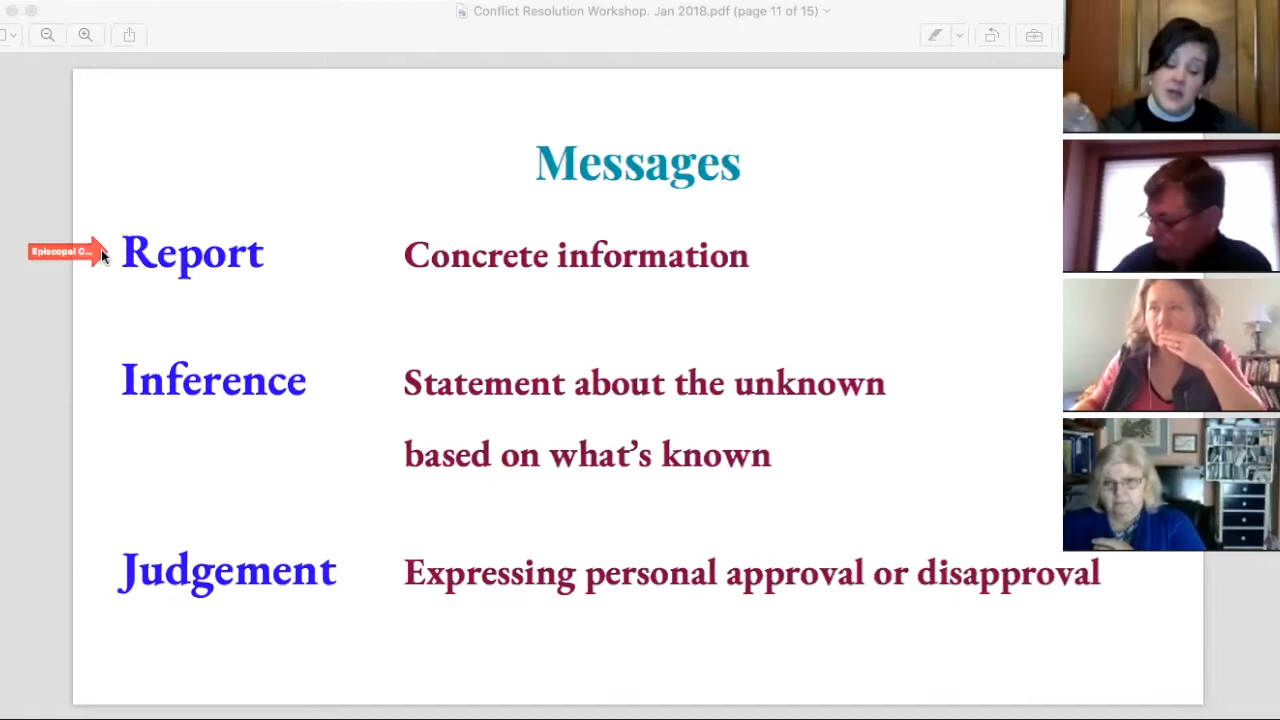 Conflict Resolution Workshop. Jan 2018.pdf (page 11 of 15)
Messages
Episcopal C...
Report Concrete information
Inference Statement about the unknown
based on what’s known
Judgement Expressing personal approval or disapproval